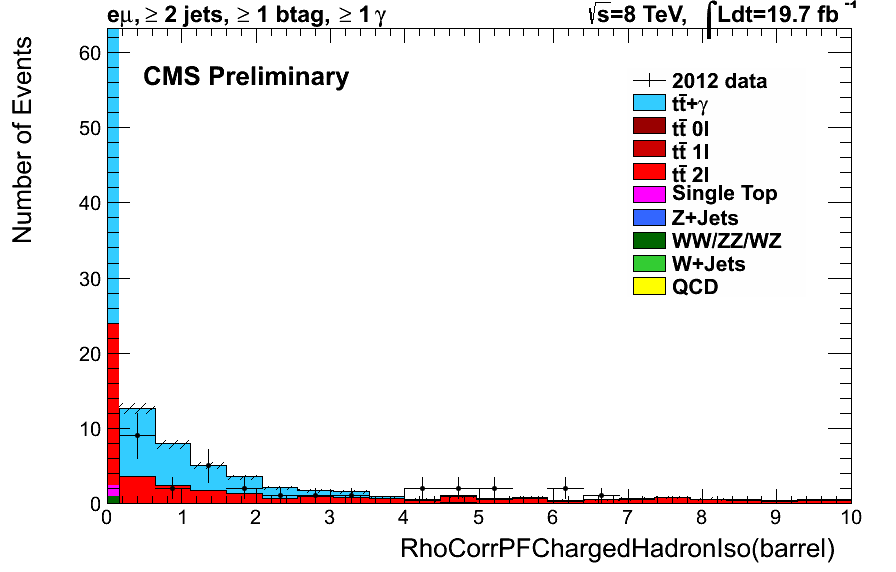 eμ, ≥ 2 jets, ≥ 1 btag, ≥ 1 γ
√s=8 TeV, ∫Ldt=19.7 fb⁻¹
CMS Preliminary
2012 data
tt̄+γ
tt̄ 0l
tt̄ 1l
tt̄ 2l
Single Top
Z+Jets
WW/ZZ/WZ
W+Jets
QCD
Number of Events
60
50
40
30
20
10
0
0 1 2 3 4 5 6 7 8 9 10
RhoCorrPFChargedHadronIso(barrel)